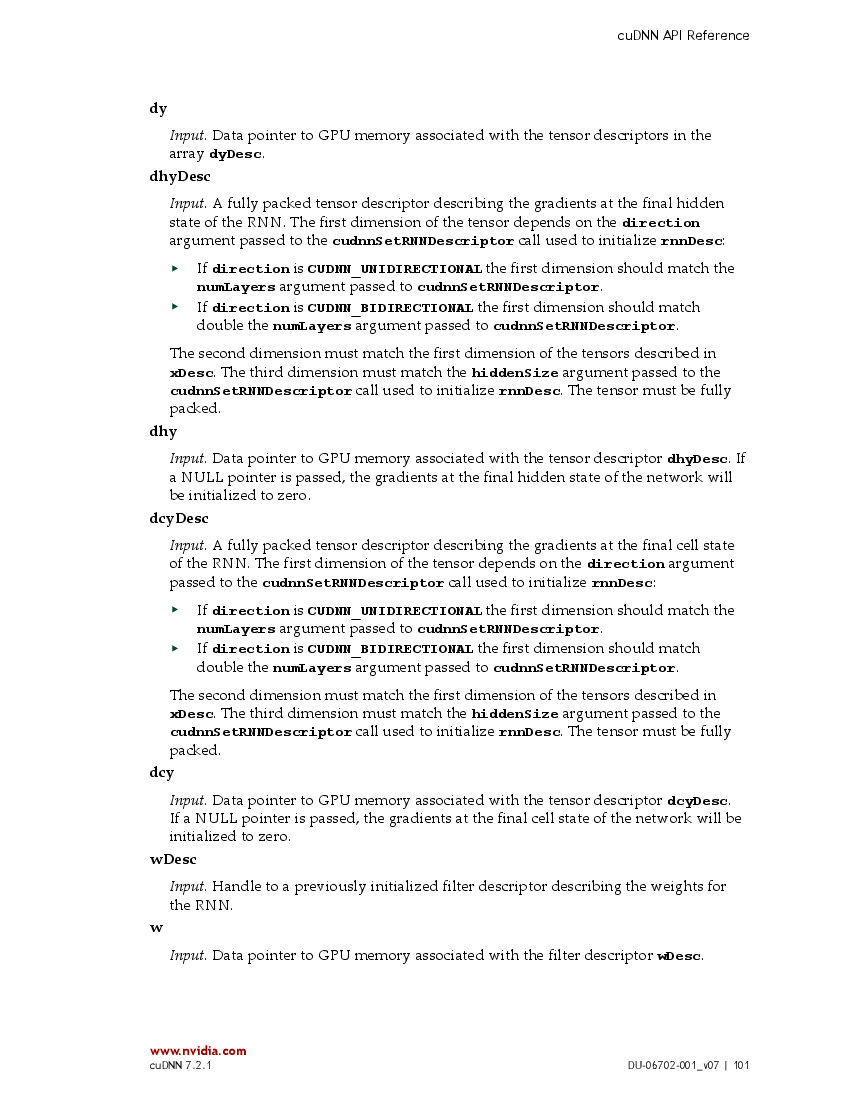 cuDNN API Reference
dy
Input. Data pointer to GPU memory associated with the tensor descriptors in the
array dyDesc.
dhyDesc
Input. A fully packed tensor descriptor describing the gradients at the final hidden
state of the RNN. The first dimension of the tensor depends on the direction
argument passed to the cudnnSetRNNDescriptor call used to initialize rnnDesc:
▸ If direction is CUDNN_UNIDIRECTIONAL the first dimension should match the
numLayers argument passed to cudnnSetRNNDescriptor.
▸ If direction is CUDNN_BIDIRECTIONAL the first dimension should match
double the numLayers argument passed to cudnnSetRNNDescriptor.
The second dimension must match the first dimension of the tensors described in
xDesc. The third dimension must match the hiddenSize argument passed to the
cudnnSetRNNDescriptor call used to initialize rnnDesc. The tensor must be fully
packed.
dhy
Input. Data pointer to GPU memory associated with the tensor descriptor dhyDesc. If
a NULL pointer is passed, the gradients at the final hidden state of the network will
be initialized to zero.
dcyDesc
Input. A fully packed tensor descriptor describing the gradients at the final cell state
of the RNN. The first dimension of the tensor depends on the direction argument
passed to the cudnnSetRNNDescriptor call used to initialize rnnDesc:
▸ If direction is CUDNN_UNIDIRECTIONAL the first dimension should match the
numLayers argument passed to cudnnSetRNNDescriptor.
▸ If direction is CUDNN_BIDIRECTIONAL the first dimension should match
double the numLayers argument passed to cudnnSetRNNDescriptor.
The second dimension must match the first dimension of the tensors described in
xDesc. The third dimension must match the hiddenSize argument passed to the
cudnnSetRNNDescriptor call used to initialize rnnDesc. The tensor must be fully
packed.
dcy
Input. Data pointer to GPU memory associated with the tensor descriptor dcyDesc.
If a NULL pointer is passed, the gradients at the final cell state of the network will be
initialized to zero.
wDesc
Input. Handle to a previously initialized filter descriptor describing the weights for
the RNN.
w
Input. Data pointer to GPU memory associated with the filter descriptor wDesc.
www.nvidia.com
cuDNN 7.2.1
DU-06702-001_v07 | 101